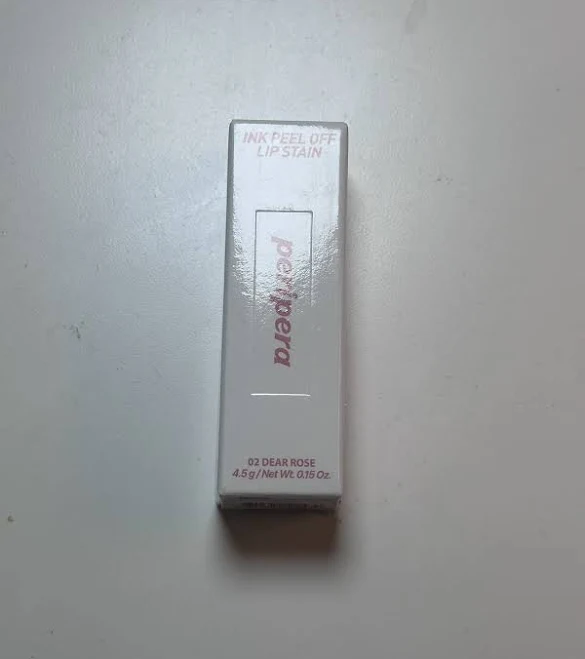 INK PEEL OFF
LIP STAIN
peripera
02 DEAR ROSE
4.5 g / Net Wt. 0.15 Oz.